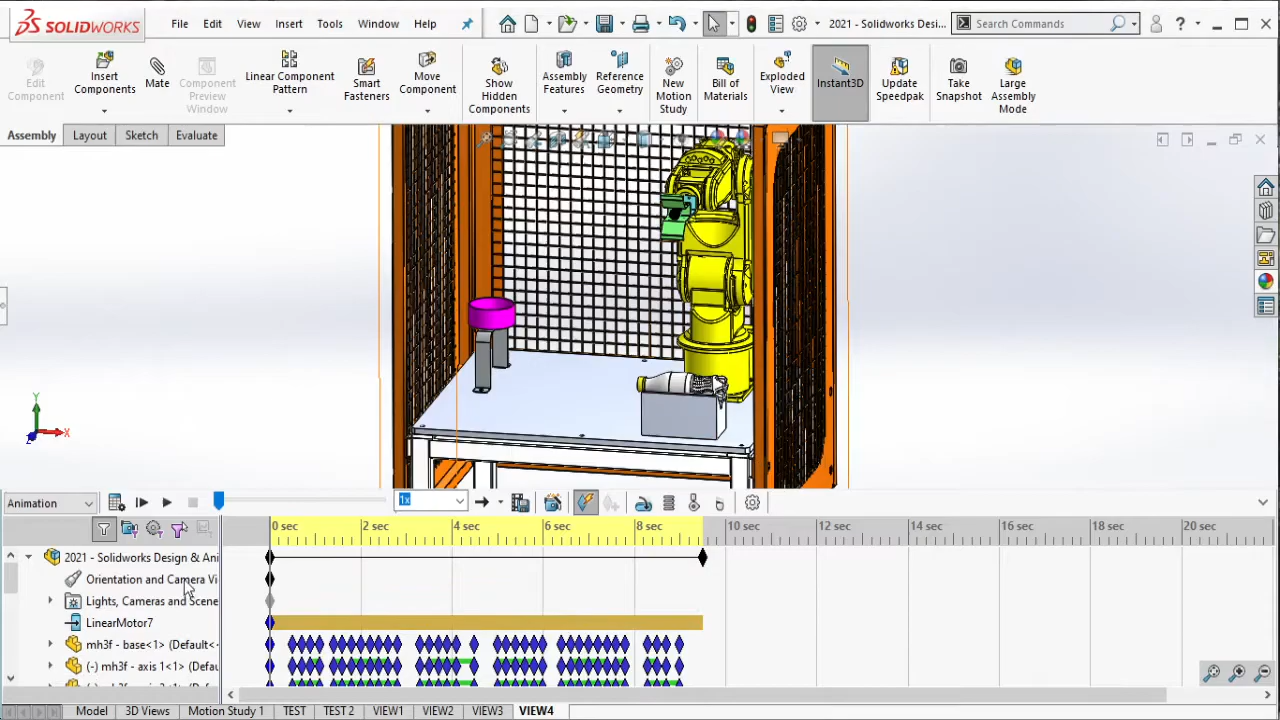 SOLIDWORKS File Edit View Insert Tools Window Help 2021 - Solidworks Desi... Search Commands ?
Edit Component
Insert Components
Mate
Component Preview Window
Linear Component Pattern
Smart Fasteners
Move Component
Show Hidden Components
Assembly Features
Reference Geometry
New Motion Study
Bill of Materials
Exploded View
Instant3D
Update Speedpak
Take Snapshot
Large Assembly Mode
Assembly Layout Sketch Evaluate
Y
X
Animation 1x
0 sec 2 sec 4 sec 6 sec 8 sec 10 sec 12 sec 14 sec 16 sec 18 sec 20 sec
2021 - Solidworks Design & Ani
Orientation and Camera Vi
Lights, Cameras and Scene
LinearMotor7
mh3f - base<1> (Default<
(-) mh3f - axis 1<1> (Defau
Model 3D Views Motion Study 1 TEST TEST 2 VIEW1 VIEW2 VIEW3 VIEW4